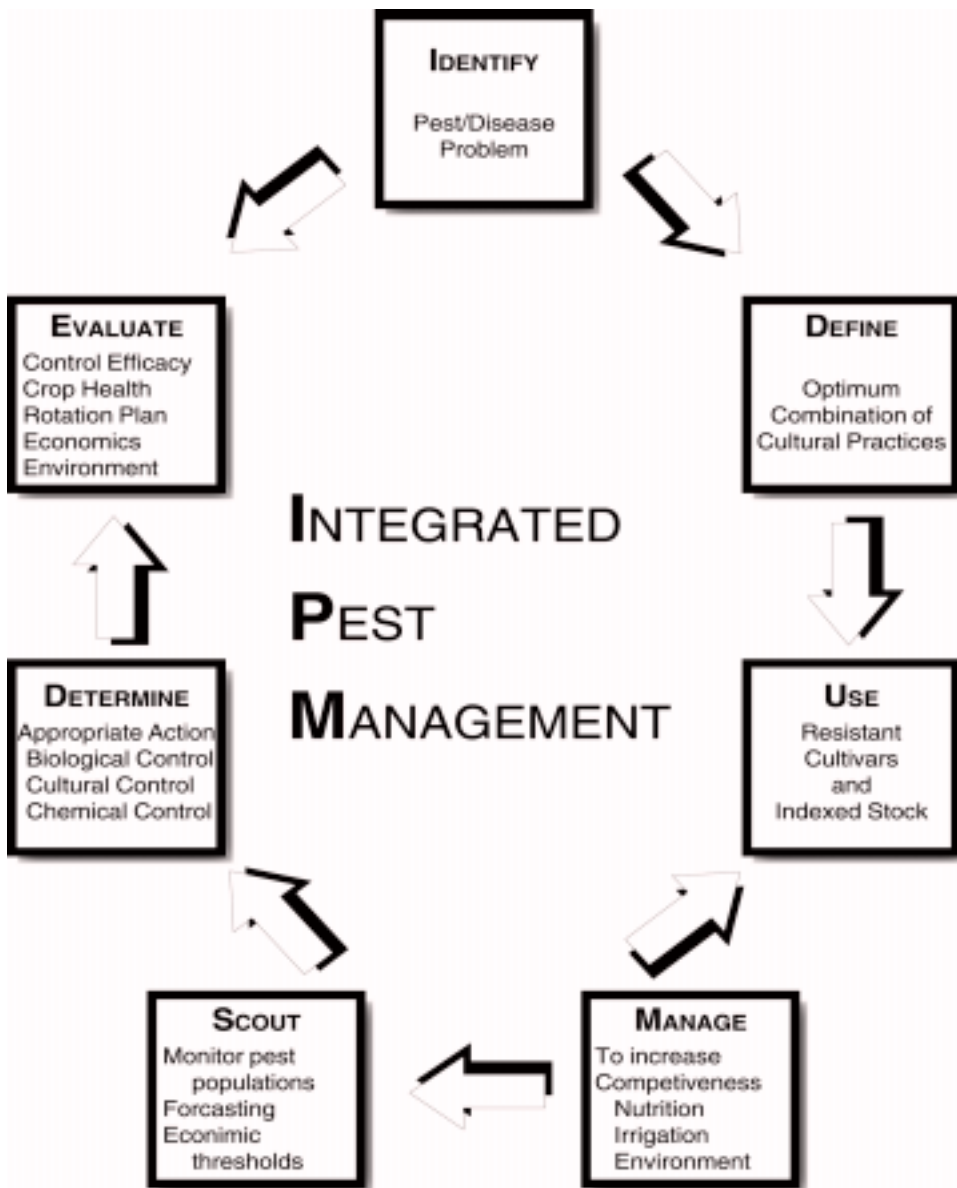 IDENTIFY
Pest/Disease
Problem
DEFINE
Optimum
Combination of
Cultural Practices
USE
Resistant
Cultivars
and
Indexed Stock
MANAGE
To increase
Competiveness
Nutrition
Irrigation
Environment
SCOUT
Monitor pest
populations
Forcasting
Econimic
thresholds
DETERMINE
Appropriate Action
Biological Control
Cultural Control
Chemical Control
EVALUATE
Control Efficacy
Crop Health
Rotation Plan
Economics
Environment
INTEGRATED
PEST
MANAGEMENT